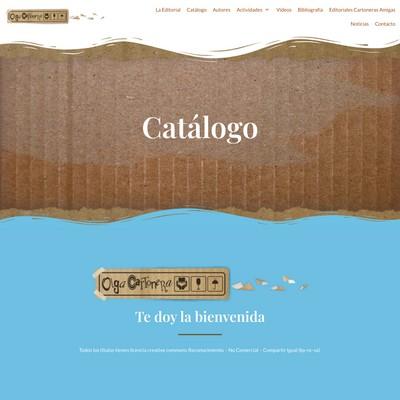 Olga Cartonera
La Editorial Catálogo Autores Actividades Vídeos Bibliografía Editoriales Cartoneras Amigas
Noticias Contacto
Catálogo
Olga Cartonera
Te doy la bienvenida
Todos los títulos tienen licencia creative commons: Reconocimiento – No Comercial – Compartir Igual (by-nc-sa)